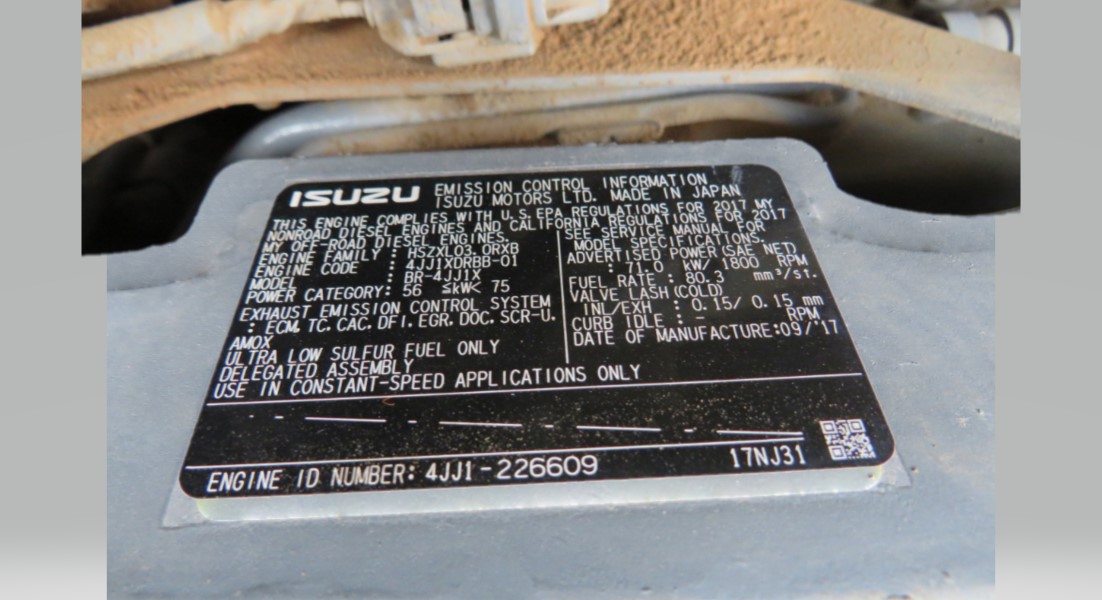 ISUZU EMISSION CONTROL INFORMATION
ISUZU MOTORS LTD. MADE IN JAPAN
THIS ENGINE COMPLIES WITH U.S. EPA REGULATIONS FOR 2017 MY
NONROAD DIESEL ENGINES AND CALIFORNIA REGULATIONS FOR 2017
MY OFF-ROAD DIESEL ENGINES.
ENGINE FAMILY : HSZXL03.0RXB
ENGINE CODE : 4JJ1XDRBB-01
MODEL : BR-4JJ1X
POWER CATEGORY: 56 ≤kW< 75
EXHAUST EMISSION CONTROL SYSTEM
: ECM, TC, CAC, DFI, EGR, DOC, SCR-U,
AMOX
ULTRA LOW SULFUR FUEL ONLY
DELEGATED ASSEMBLY
USE IN CONSTANT-SPEED APPLICATIONS ONLY
SEE SERVICE MANUAL FOR
MODEL SPECIFICATIONS.
ADVERTISED POWER(SAE NET)
: 71.0 kW/ 1800 RPM
FUEL RATE : 80.3 mm³/st.
VALVE LASH(COLD)
INL/EXH : 0.15/ 0.15 mm
CURB IDLE : - RPM
DATE OF MANUFACTURE:09/'17
ENGINE ID NUMBER: 4JJ1-226609 17NJ31